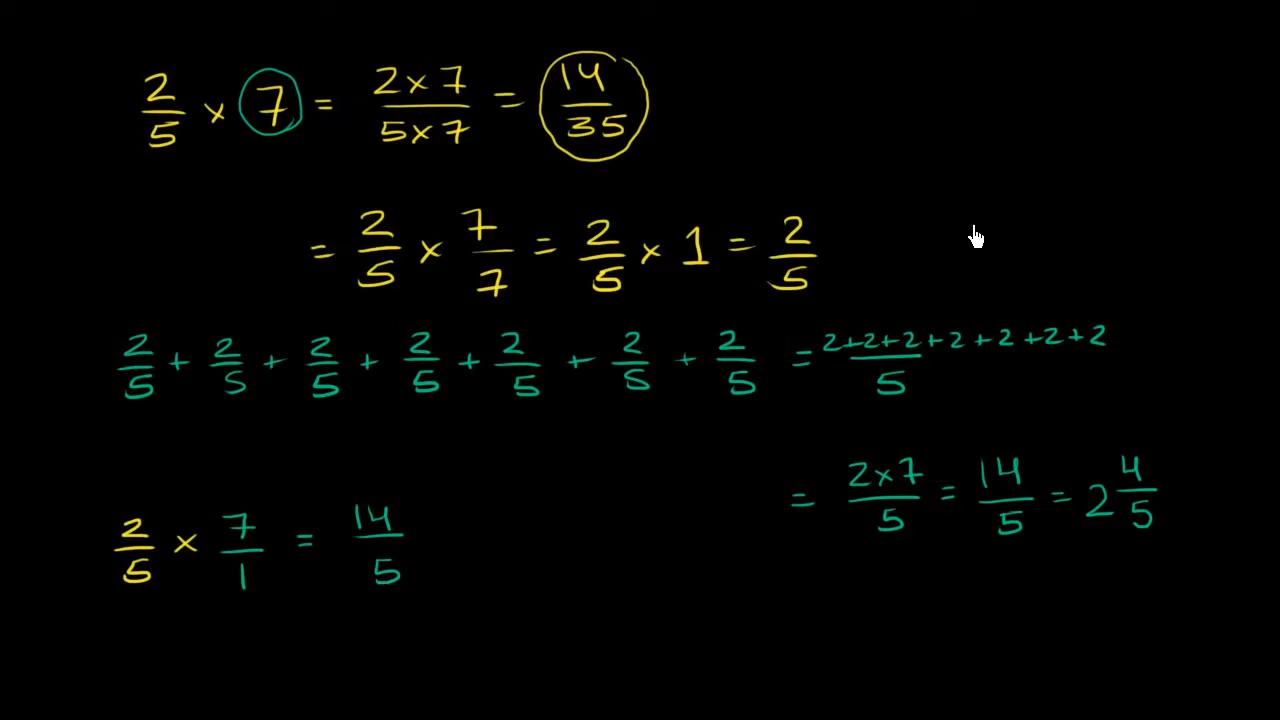 2/5 × 7 = (2×7)/(5×7) = 14/35
= 2/5 × 7/7 = 2/5 × 1 = 2/5
2/5 + 2/5 + 2/5 + 2/5 + 2/5 + 2/5 + 2/5 = (2+2+2+2+2+2+2)/5
= (2×7)/5 = 14/5 = 2 4/5
2/5 × 7/1 = 14/5